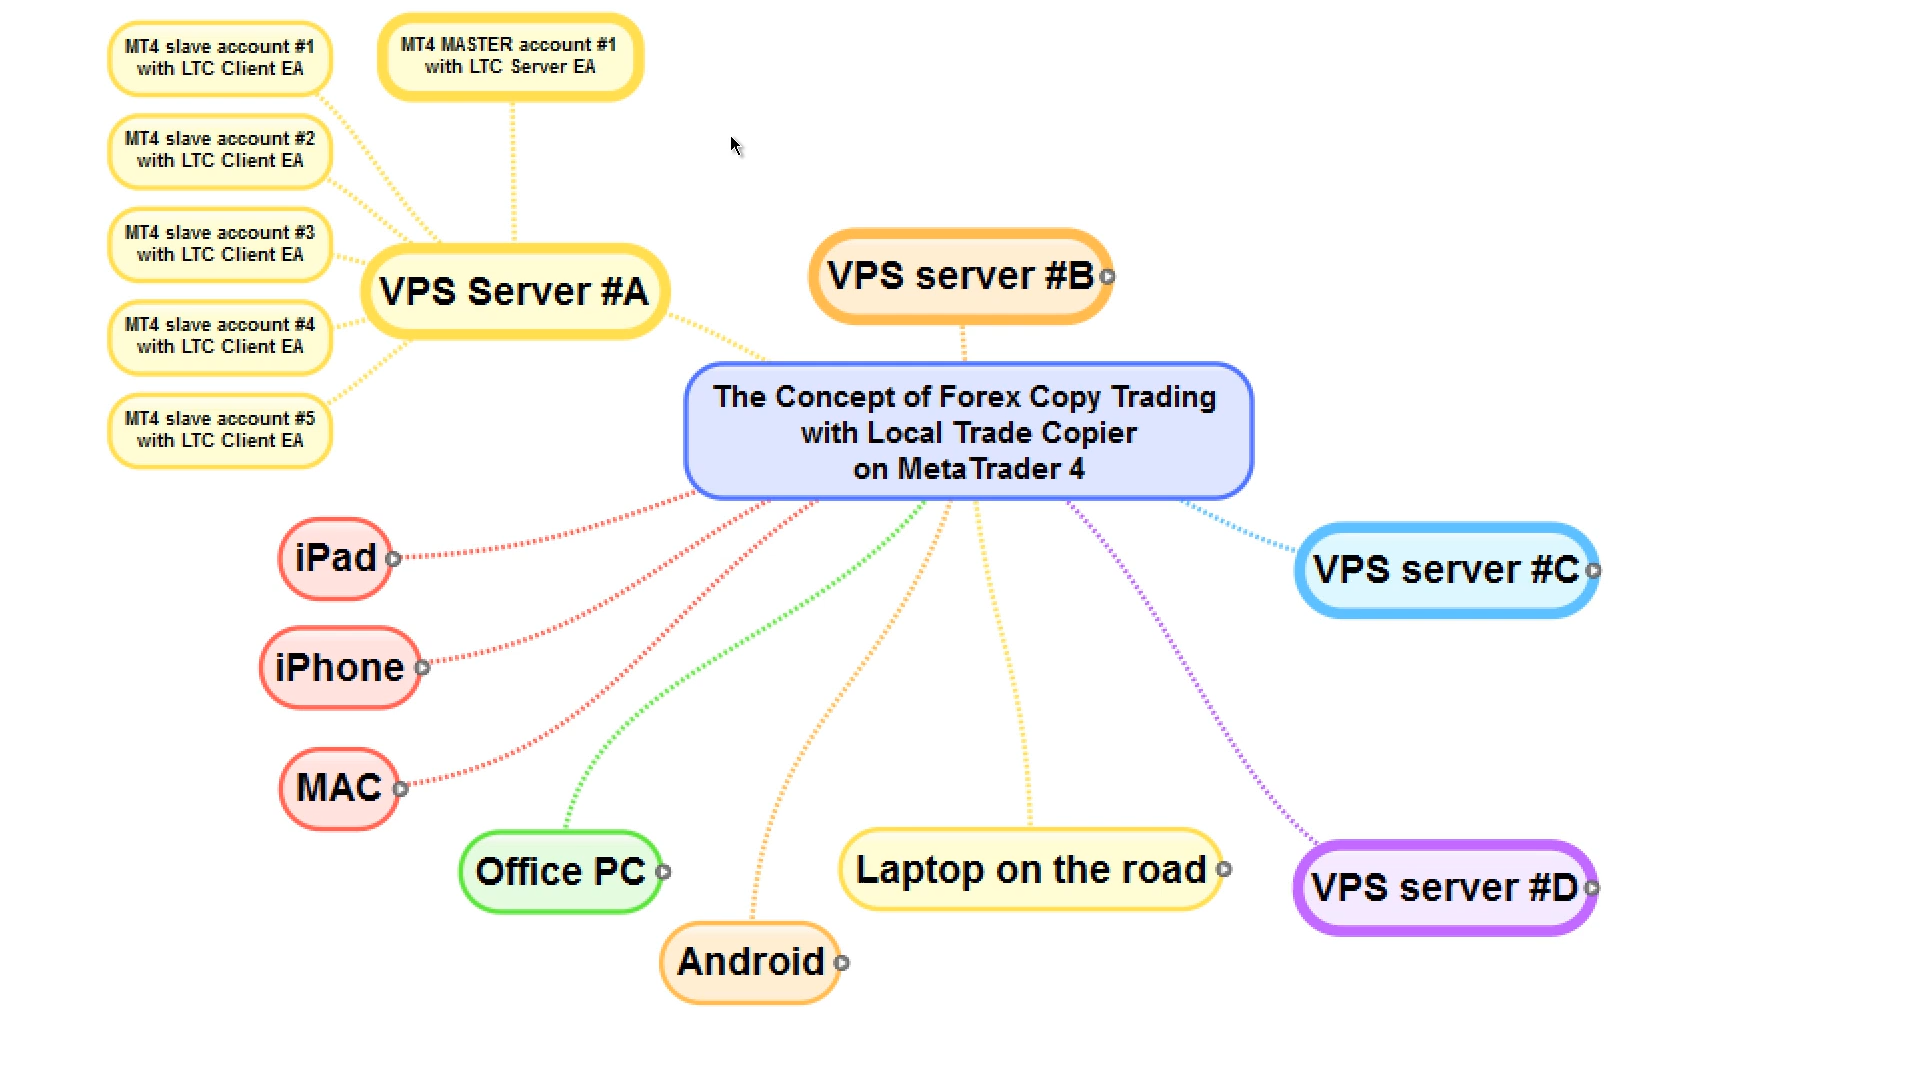 MT4 slave account #1
with LTC Client EA
MT4 MASTER account #1
with LTC Server EA
MT4 slave account #2
with LTC Client EA
MT4 slave account #3
with LTC Client EA
MT4 slave account #4
with LTC Client EA
MT4 slave account #5
with LTC Client EA
VPS Server #A
VPS server #B
The Concept of Forex Copy Trading
with Local Trade Copier
on MetaTrader 4
iPad
iPhone
MAC
Office PC
Android
Laptop on the road
VPS server #C
VPS server #D